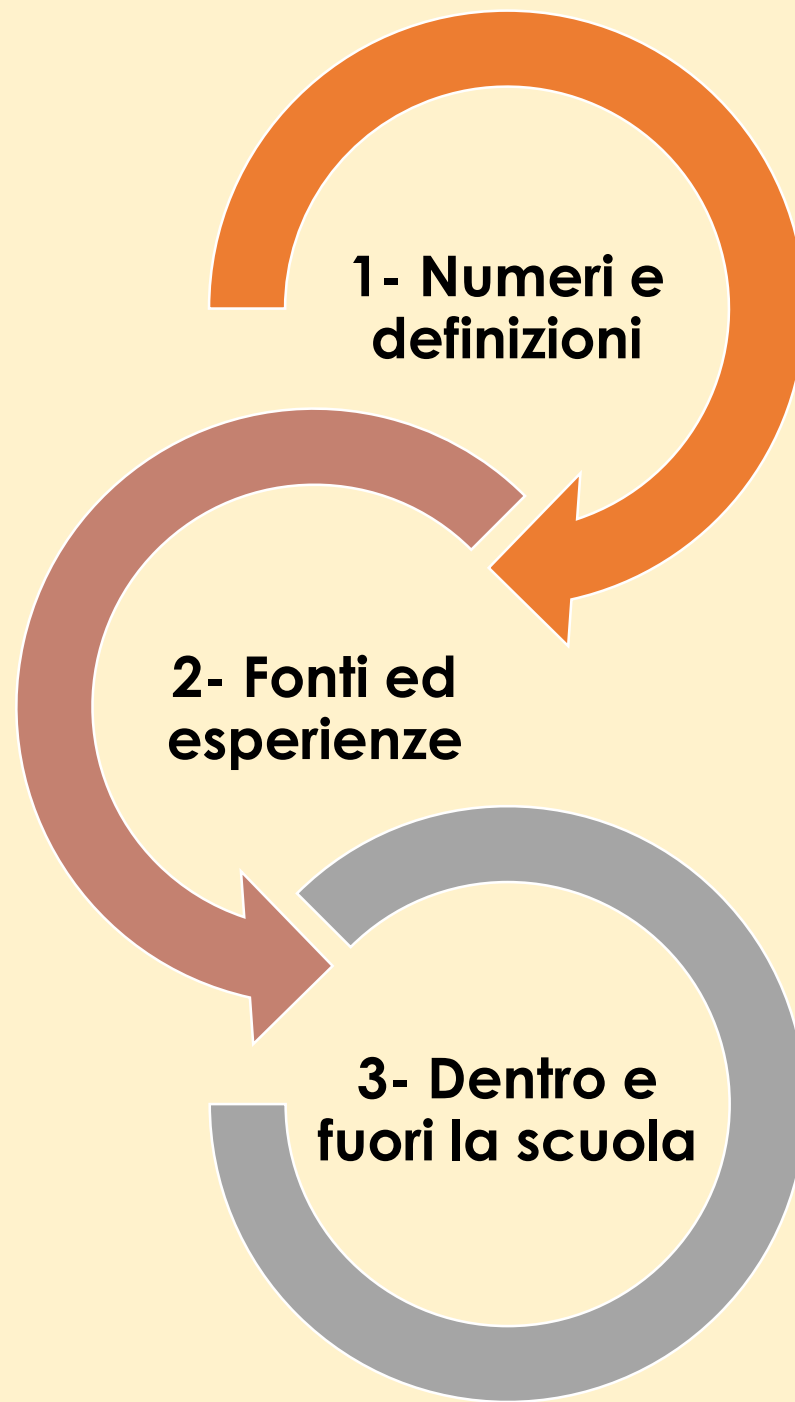 1- Numeri e
definizioni
2- Fonti ed
esperienze
3- Dentro e
fuori la scuola